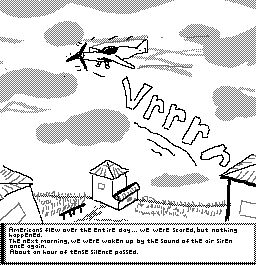 Vrrrn
Americans flew over the entire day... we were scared, but nothing
happened.
The next morning, we were woken up by the sound of the air siren
once again.
About an hour of tense silence passed.